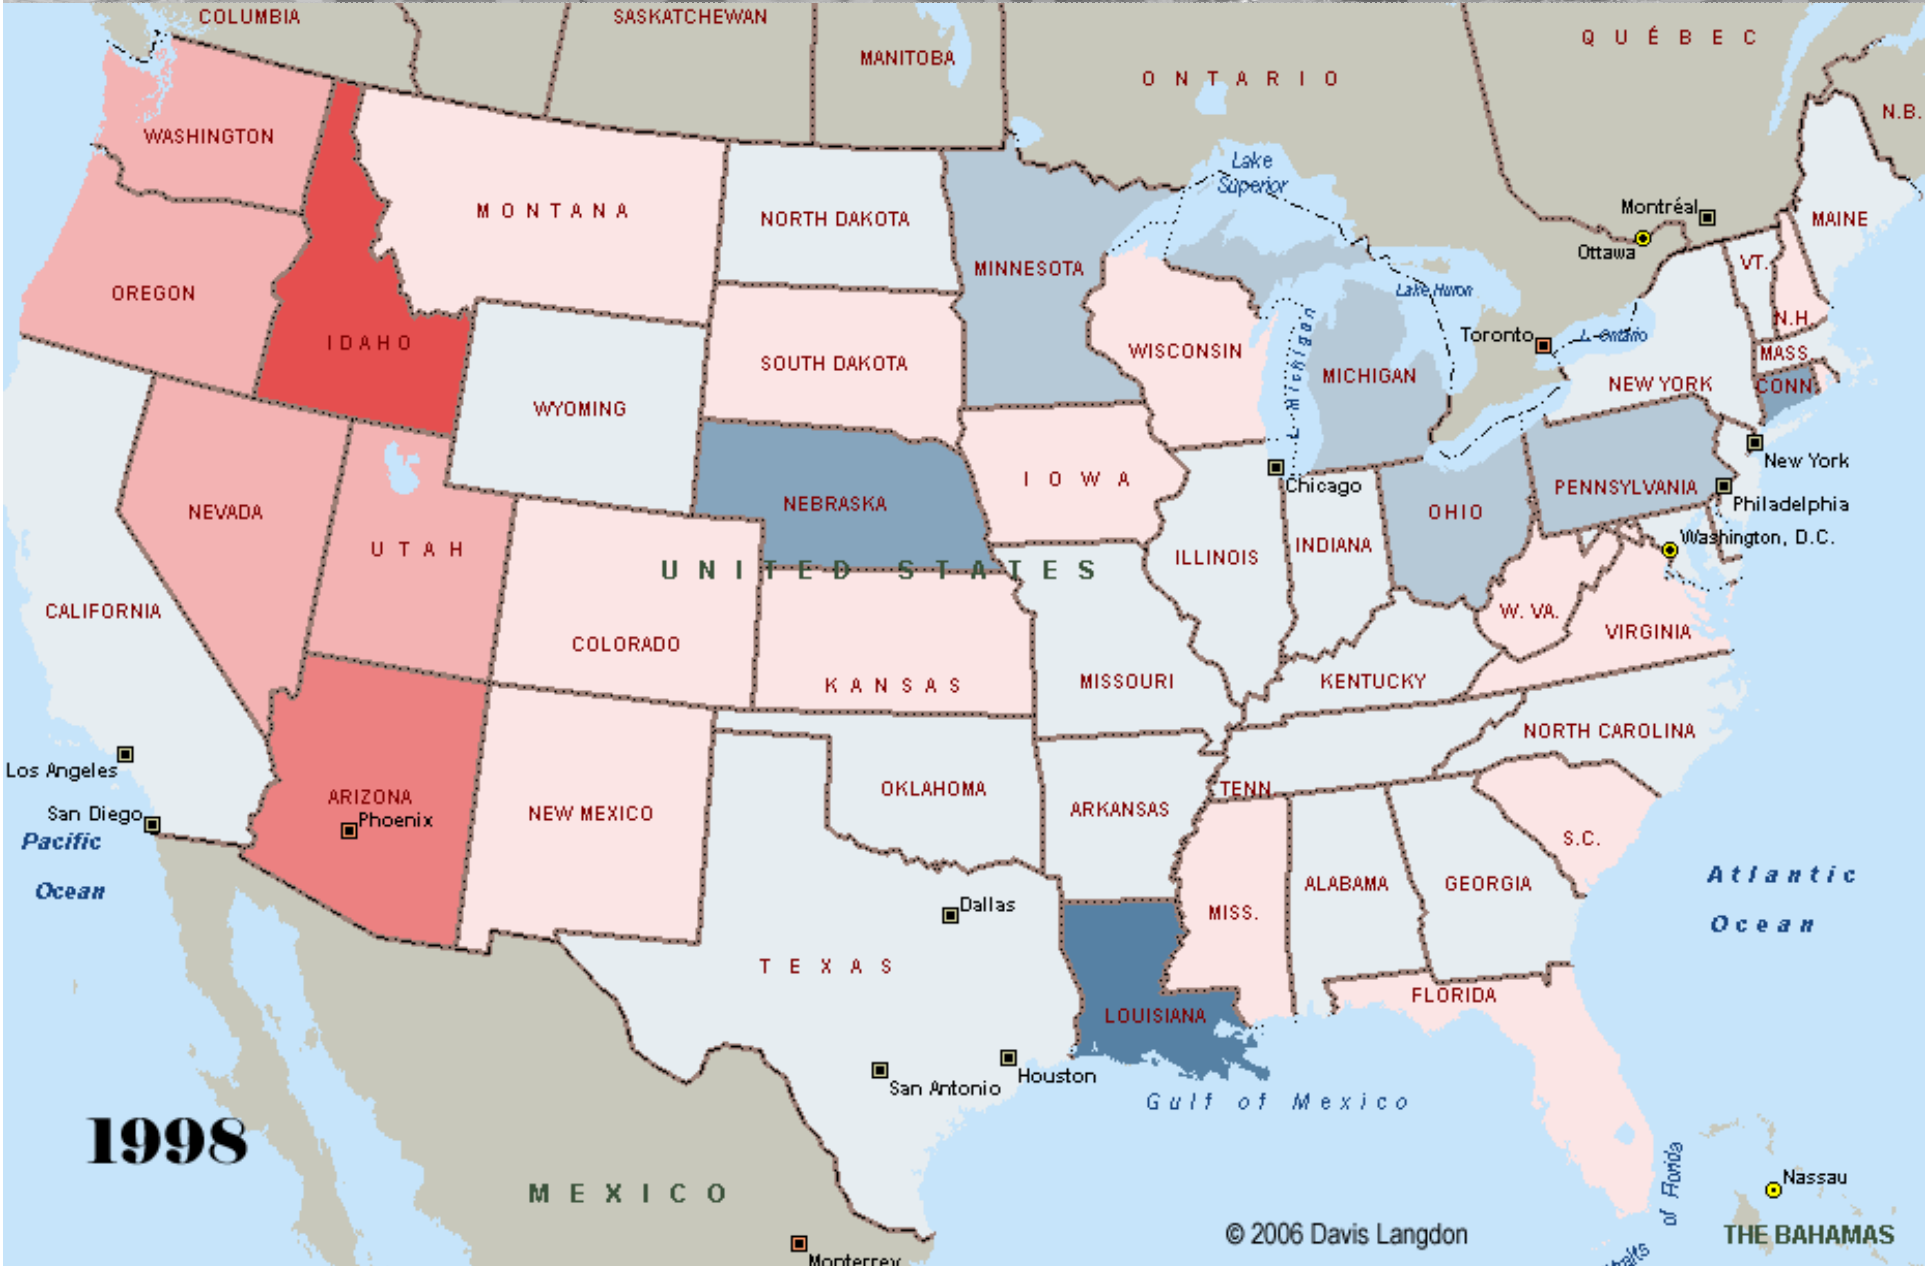 COLUMBIA
SASKATCHEWAN
MANITOBA
ONTARIO
QUÉBEC
N.B.
WASHINGTON
MONTANA
NORTH DAKOTA
MINNESOTA
Lake
Superior
Montréal
Ottawa
MAINE
VT.
N.H.
OREGON
IDAHO
WYOMING
SOUTH DAKOTA
WISCONSIN
L. Michigan
MICHIGAN
Lake Huron
Toronto
L. Ontario
NEW YORK
MASS
CONN.
New York
NEVADA
UTAH
NEBRASKA
IOWA
Chicago
ILLINOIS
INDIANA
OHIO
PENNSYLVANIA
Philadelphia
Washington, D.C.
UNITED STATES
CALIFORNIA
COLORADO
KANSAS
MISSOURI
KENTUCKY
W. VA.
VIRGINIA
NORTH CAROLINA
Los Angeles
San Diego
Pacific
Ocean
ARIZONA
Phoenix
NEW MEXICO
OKLAHOMA
ARKANSAS
TENN.
S.C.
MISS.
ALABAMA
GEORGIA
Atlantic
Ocean
Dallas
TEXAS
LOUISIANA
FLORIDA
San Antonio
Houston
Gulf of Mexico
1998
MEXICO
Monterrey
of Florida
Nassau
© 2006 Davis Langdon
THE BAHAMAS